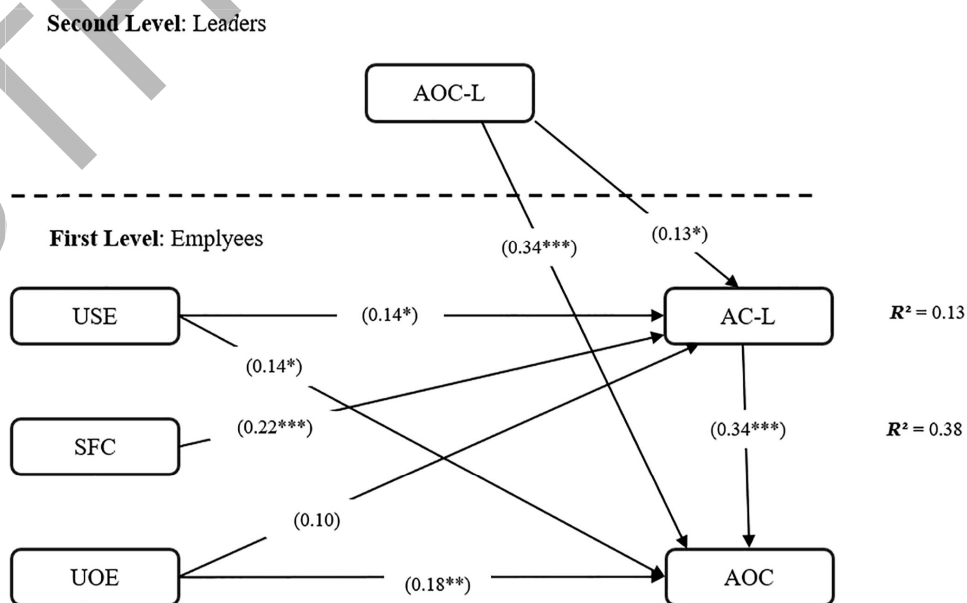 Second Level: Leaders
AOC-L
First Level: Emplyees
(0.34***)
(0.13*)
USE
(0.14*)
AC-L
R² = 0.13
(0.14*)
SFC
(0.22***)
(0.34***)
R² = 0.38
(0.10)
UOE
(0.18**)
AOC